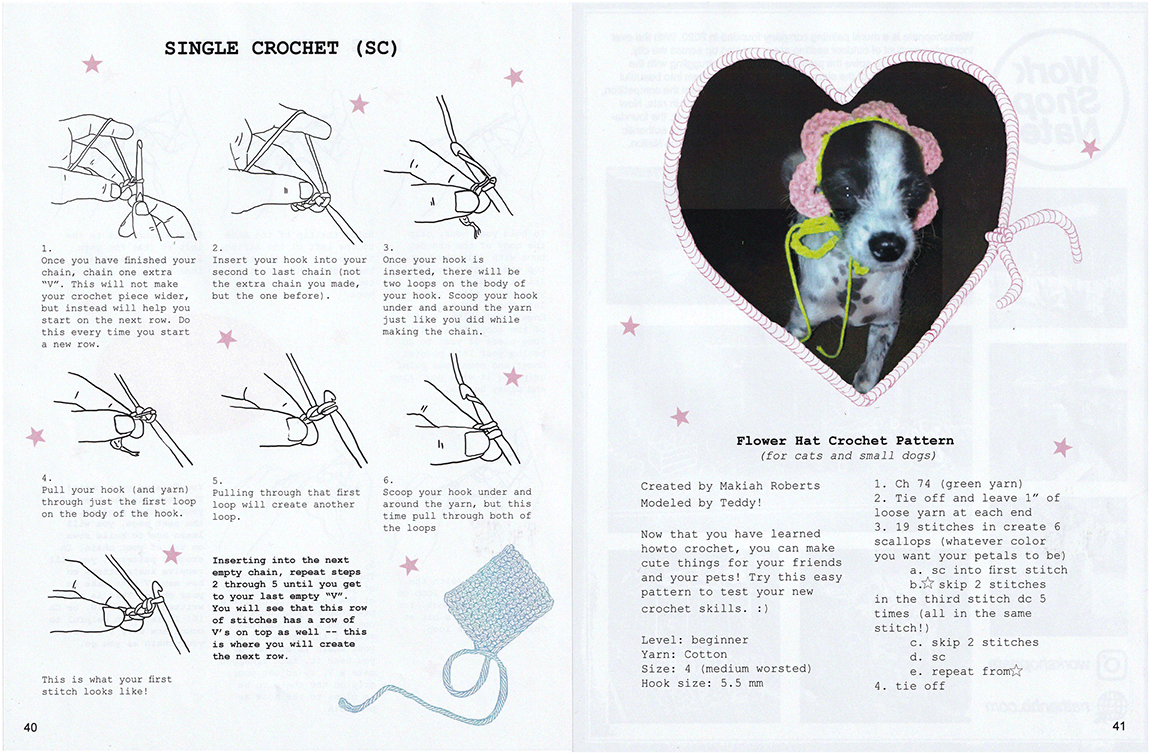 SINGLE CROCHET (SC)
1.
Once you have finished your
chain, chain one extra
“V”. This will not make
your crochet piece wider,
but instead will help you
start on the next row. Do
this every time you start
a new row.
2.
Insert your hook into your
second to last chain (not
the extra chain you made,
but the one before).
3.
Once your hook is
inserted, there will be
two loops on the body of
your hook. Scoop your hook
under and around the yarn
just like you did while
making the chain.
4.
Pull your hook (and yarn)
through just the first loop
on the body of the hook.
5.
Pulling through that first
loop will create another
loop.
6.
Scoop your hook under and
around the yarn, but this
time pull through both of
the loops
This is what your first
stitch looks like!
Inserting into the next
empty chain, repeat steps
2 through 5 until you get
to your last empty “V”.
You will see that this row
of stitches has a row of
V’s on top as well -- this
is where you will create
the next row.
40
Flower Hat Crochet Pattern
(for cats and small dogs)
Created by Makiah Roberts
Modeled by Teddy!
Now that you have learned
howto crochet, you can make
cute things for your friends
and your pets! Try this easy
pattern to test your new
crochet skills. :)
Level: beginner
Yarn: Cotton
Size: 4 (medium worsted)
Hook size: 5.5 mm
1. Ch 74 (green yarn)
2. Tie off and leave 1” of
loose yarn at each end
3. 19 stitches in create 6
scallops (whatever color
you want your petals to be)
a. sc into first stitch
b.☆ skip 2 stitches
in the third stitch dc 5
times (all in the same
stitch!)
c. skip 2 stitches
d. sc
e. repeat from☆
4. tie off
41